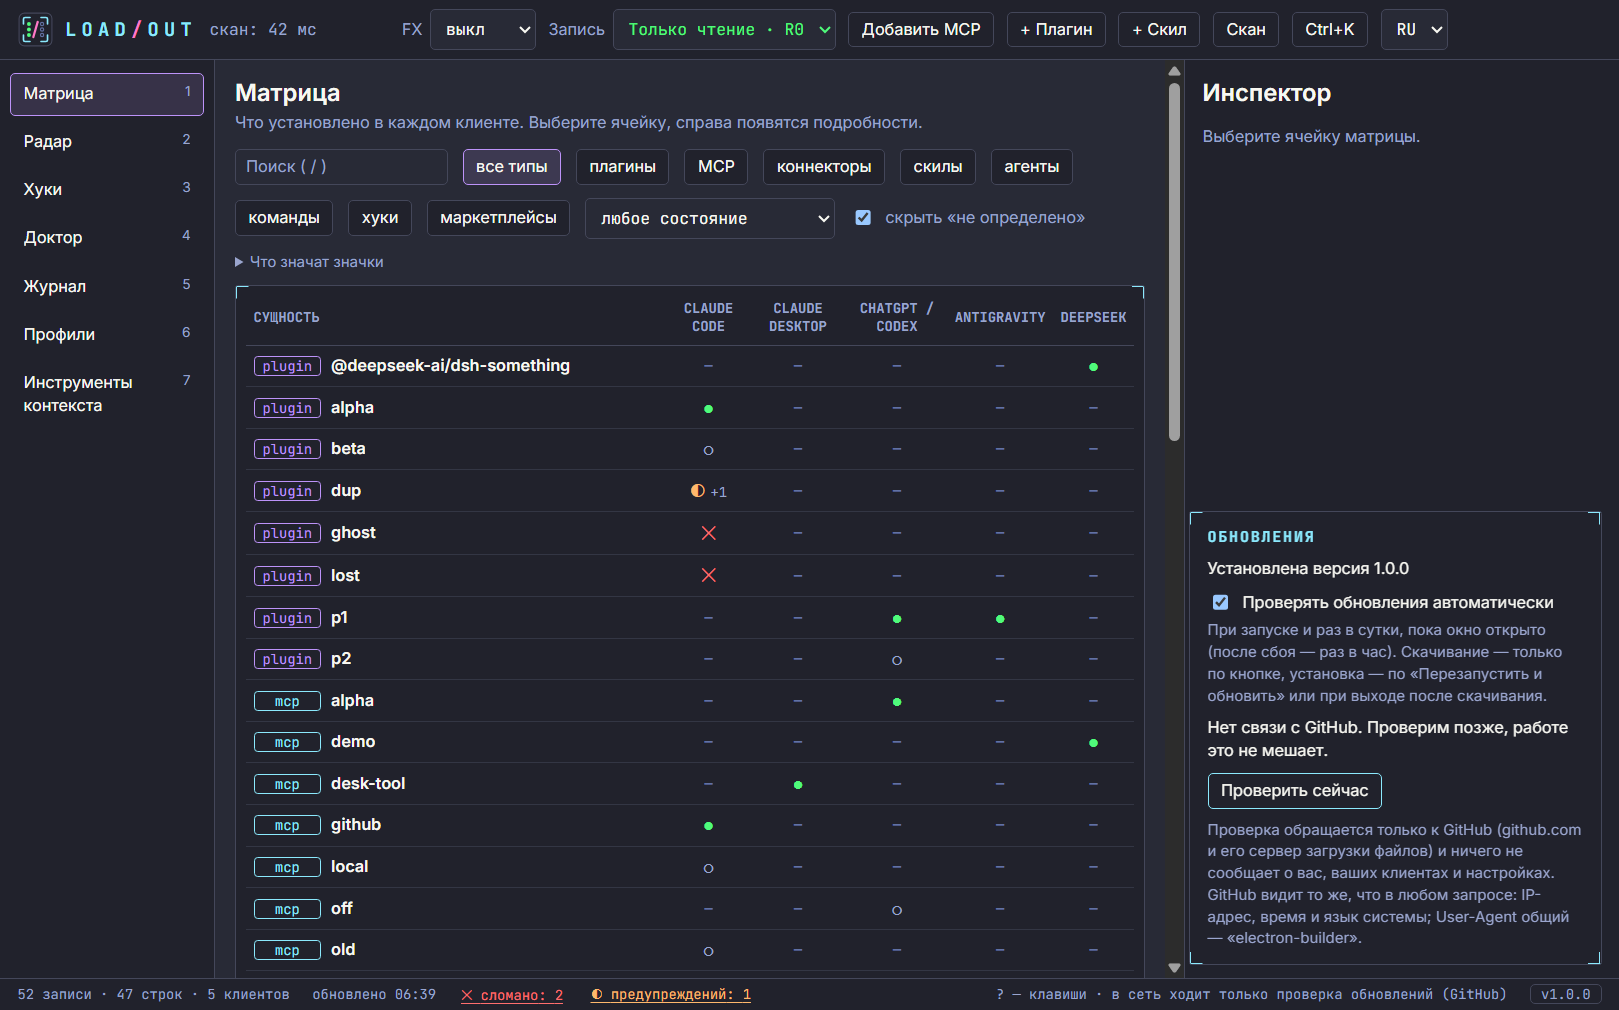 LOAD/OUT скан: 42 мс FX выкл Запись Только чтение · R0 Добавить MCP + Плагин + Скил Скан Ctrl+K RU
Матрица 1
Радар 2
Хуки 3
Доктор 4
Журнал 5
Профили 6
Инструменты контекста 7
Матрица
Что установлено в каждом клиенте. Выберите ячейку, справа появятся подробности.
Поиск ( / ) все типы плагины MCP коннекторы скилы агенты
команды хуки маркетплейсы любое состояние скрыть «не определено»
▶ Что значат значки
СУЩНОСТЬ CLAUDE CODE CLAUDE DESKTOP CHATGPT / CODEX ANTIGRAVITY DEEPSEEK
plugin @deepseek-ai/dsh-something – – – – ●
plugin alpha ● – – – –
plugin beta ○ – – – –
plugin dup ◐ +1 – – – –
plugin ghost ✕ – – – –
plugin lost ✕ – – – –
plugin p1 – – ● ● –
plugin p2 – – ○ – –
mcp alpha – – ● – –
mcp demo – – – – ●
mcp desk-tool – ● – – –
mcp github ● – – – –
mcp local ○ – – – –
mcp off – – ○ – –
mcp old ○ – – – –
Инспектор
Выберите ячейку матрицы.
ОБНОВЛЕНИЯ
Установлена версия 1.0.0
Проверять обновления автоматически
При запуске и раз в сутки, пока окно открыто
(после сбоя — раз в час). Скачивание — только
по кнопке, установка — по «Перезапустить и
обновить» или при выходе после скачивания.
Нет связи с GitHub. Проверим позже, работе
это не мешает.
Проверить сейчас
Проверка обращается только к GitHub (github.com
и его сервер загрузки файлов) и ничего не
сообщает о вас, ваших клиентах и настройках.
GitHub видит то же, что в любом запросе: IP-
адрес, время и язык системы; User-Agent общий
— «electron-builder».
52 записи · 47 строк · 5 клиентов обновлено 06:39 ✕ сломано: 2 ◐ предупреждений: 1 ? — клавиши · в сеть ходит только проверка обновлений (GitHub) v1.0.0